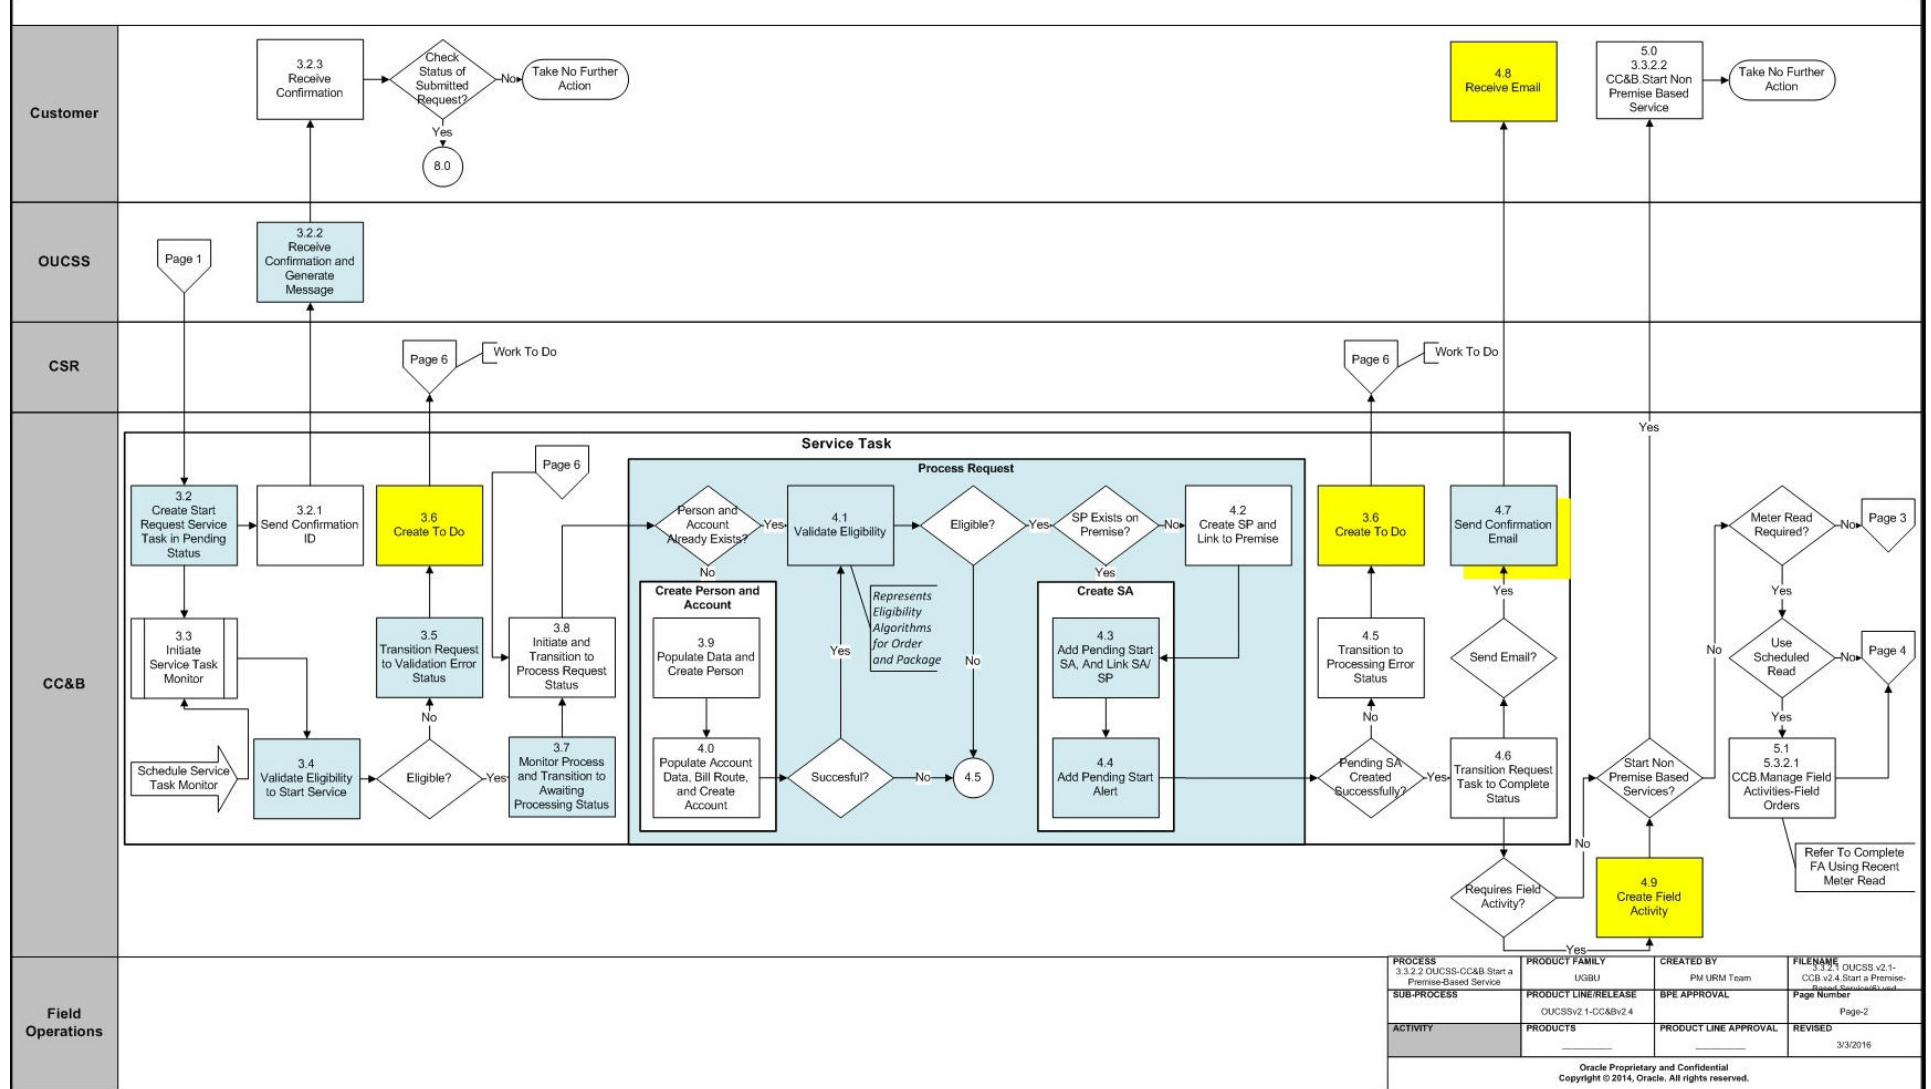 Customer
3.2.3
Receive
Confirmation
Check
Status of
Submitted
Request?
No
Take No Further
Action
Yes
8.0
4.8
Receive Email
5.0
3.3.2.2
CC&B.Start Non
Premise Based
Service
Take No Further
Action
OUCSS
Page 1
3.2.2
Receive
Confirmation and
Generate
Message
CSR
Page 6
Work To Do
Page 6
Work To Do
CC&B
Service Task
Page 6
Process Request
Yes
3.2
Create Start
Request Service
Task in Pending
Status
3.2.1
Send Confirmation
ID
3.6
Create To Do
Person and
Account
Already Exists?
Yes
No
4.1
Validate Eligibility
Eligible?
Yes
SP Exists on
Premise?
No
Yes
4.2
Create SP and
Link to Premise
3.6
Create To Do
4.7
Send Confirmation
Email
Yes
Meter Read
Required?
No
Page 3
Yes
Create Person and
Account
Represents
Eligibility
Algorithms
for Order
and Package
Create SA
3.3
Initiate
Service Task
Monitor
3.5
Transition Request
to Validation Error
Status
3.8
Initiate and
Transition to
Process Request
Status
3.9
Populate Data and
Create Person
Yes
No
4.3
Add Pending Start
SA, And Link SA/
SP
4.5
Transition to
Processing Error
Status
Send Email?
No
Use
Scheduled
Read
No
Page 4
No
No
Yes
Schedule Service
Task Monitor
3.4
Validate Eligibility
to Start Service
Eligible?
Yes
3.7
Monitor Process
and Transition to
Awaiting
Processing Status
4.0
Populate Account
Data, Bill Route,
and Create
Account
Succesful?
No
4.5
4.4
Add Pending Start
Alert
Pending SA
Created
Successfully?
Yes
4.6
Transition Request
Task to Complete
Status
Start Non
Premise Based
Services?
5.1
5.3.2.1
CCB.Manage Field
Activities-Field
Orders
No
Refer To Complete
FA Using Recent
Meter Read
Requires Field
Activity?
4.9
Create Field
Activity
Yes
Field
Operations
PROCESS
3.3.2.2 OUCSS-CC&B.Start a
Premise-Based Service
PRODUCT FAMILY
UGBU
CREATED BY
PM URM Team
FILENAME
3.3.2.1 OUCSS.v2.1-
CCB.v2.4.Start a Premise-
Based Service(6).vsd
SUB-PROCESS
PRODUCT LINE/RELEASE
OUCSSv2.1-CC&Bv2.4
BPE APPROVAL
Page Number
Page-2
ACTIVITY
PRODUCTS
PRODUCT LINE APPROVAL
REVISED
3/3/2016
Oracle Proprietary and Confidential
Copyright © 2014, Oracle. All rights reserved.